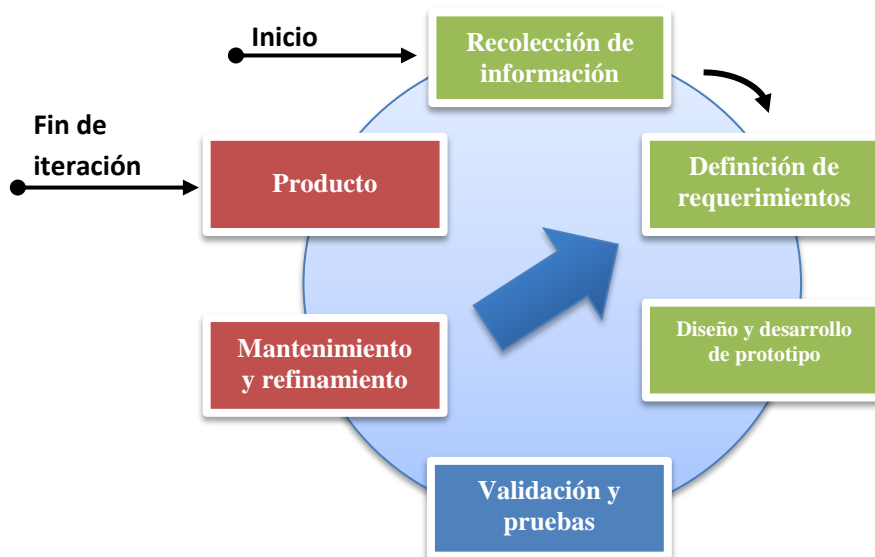 Inicio
Recolección de
información
Fin de
iteración
Producto
Definición de
requerimientos
Mantenimiento
y refinamiento
Diseño y desarrollo
de prototipo
Validación y
pruebas